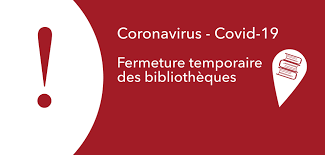 !
Coronavirus - Covid-19
Fermeture temporaire
des bibliothèques